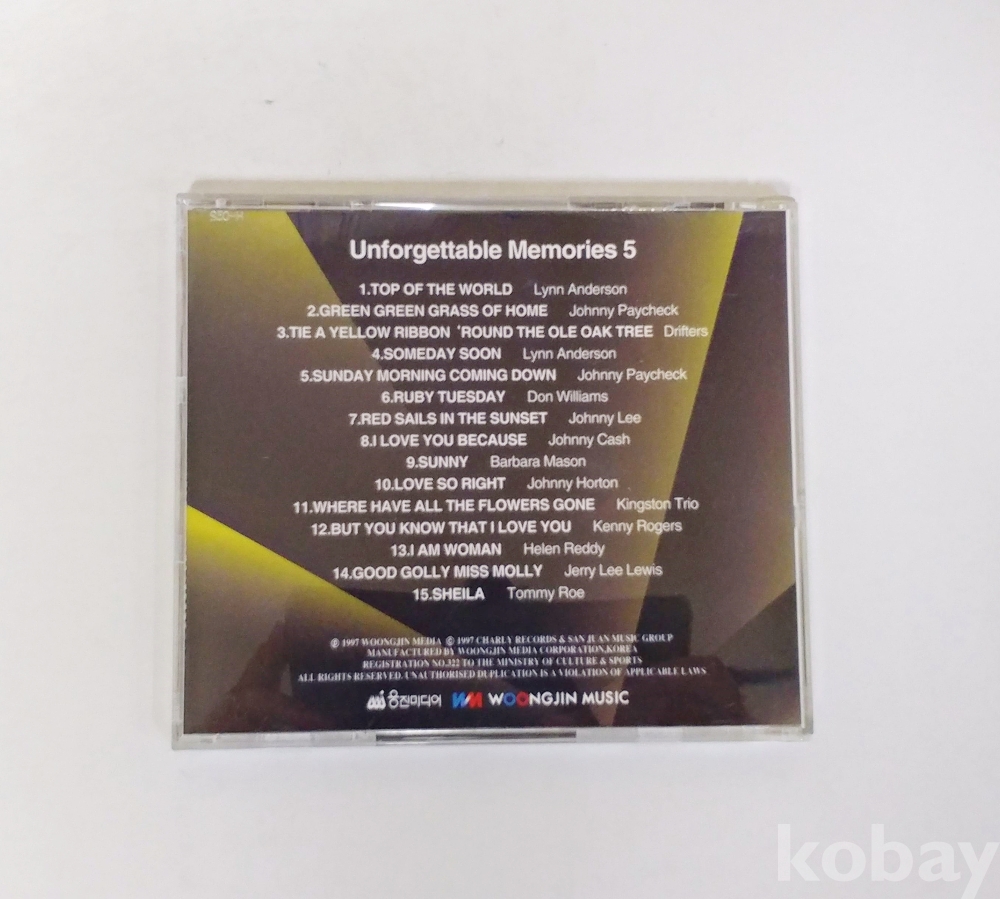 S80-H
Unforgettable Memories 5
1.TOP OF THE WORLD Lynn Anderson
2.GREEN GREEN GRASS OF HOME Johnny Paycheck
3.TIE A YELLOW RIBBON 'ROUND THE OLE OAK TREE Drifters
4.SOMEDAY SOON Lynn Anderson
5.SUNDAY MORNING COMING DOWN Johnny Paycheck
6.RUBY TUESDAY Don Williams
7.RED SAILS IN THE SUNSET Johnny Lee
8.I LOVE YOU BECAUSE Johnny Cash
9.SUNNY Barbara Mason
10.LOVE SO RIGHT Johnny Horton
11.WHERE HAVE ALL THE FLOWERS GONE Kingston Trio
12.BUT YOU KNOW THAT I LOVE YOU Kenny Rogers
13.I AM WOMAN Helen Reddy
14.GOOD GOLLY MISS MOLLY Jerry Lee Lewis
15.SHEILA Tommy Roe
℗ 1997 WOONGJIN MEDIA © 1997 CHARLY RECORDS & SAN JUAN MUSIC GROUP
MANUFACTURED BY WOONGJIN MEDIA CORPORATION,KOREA
REGISTRATION NO.322 TO THE MINISTRY OF CULTURE & SPORTS
ALL RIGHTS RESERVED. UNAUTHORISED DUPLICATION IS A VIOLATION OF APPLICABLE LAWS
웅진미디어 WM WOONGJIN MUSIC
kobay